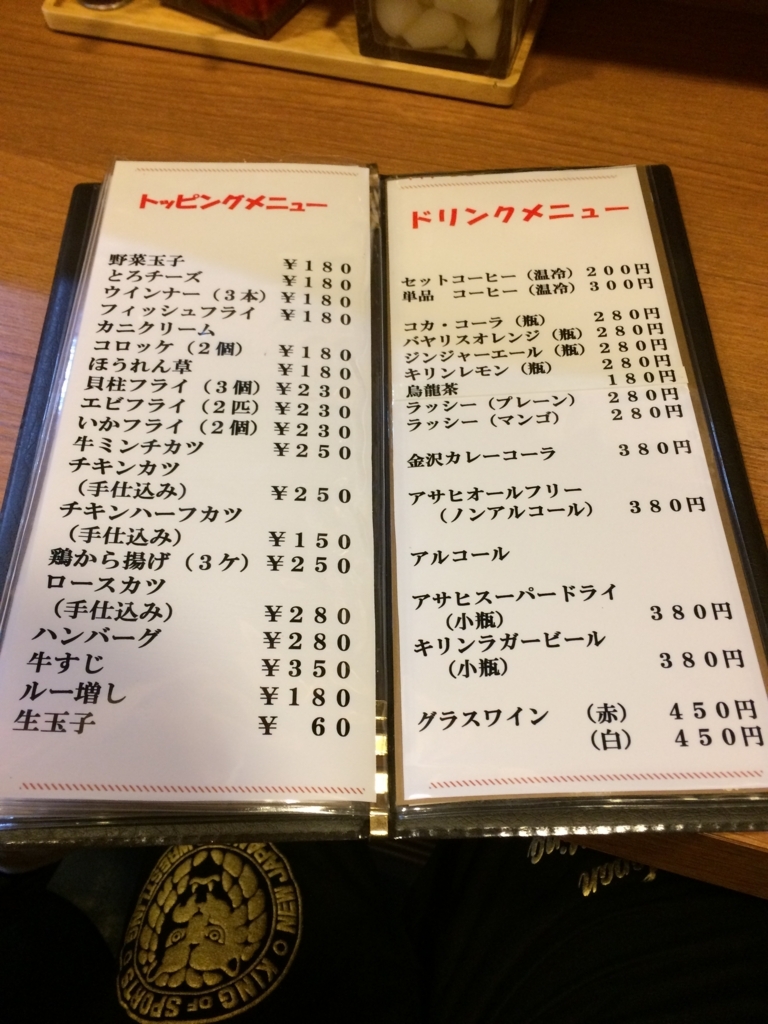 トッピングメニュー
野菜玉子 ￥１８０
とろチーズ ￥１８０
ウインナー（３本） ￥１８０
フィッシュフライ ￥１８０
カニクリーム
コロッケ（２個） ￥１８０
ほうれん草 ￥１８０
貝柱フライ（３個） ￥２３０
エビフライ（２匹） ￥２３０
いかフライ（２個） ￥２３０
牛ミンチカツ ￥２５０
チキンカツ
（手仕込み） ￥２５０
チキンハーフカツ
（手仕込み） ￥１５０
鶏から揚げ（３ケ） ￥２５０
ロースカツ
（手仕込み） ￥２８０
ハンバーグ ￥２８０
牛すじ ￥３５０
ルー増し ￥１８０
生玉子 ￥　６０
ドリンクメニュー
セットコーヒー（温冷） ２００円
単品　コーヒー（温冷） ３００円
コカ・コーラ（瓶） ２８０円
バヤリスオレンジ（瓶） ２８０円
ジンジャーエール（瓶） ２８０円
キリンレモン（瓶） ２８０円
烏龍茶 １８０円
ラッシー（プレーン） ２８０円
ラッシー（マンゴ） ２８０円
金沢カレーコーラ ３８０円
アサヒオールフリー
（ノンアルコール） ３８０円
アルコール
アサヒスーパードライ
（小瓶） ３８０円
キリンラガービール
（小瓶） ３８０円
グラスワイン （赤） ４５０円
（白） ４５０円
KING OF SPORTS